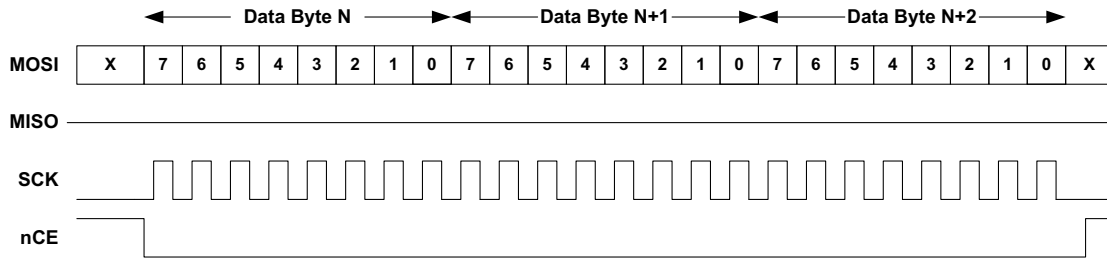 Data Byte N Data Byte N+1 Data Byte N+2
MOSI X 7 6 5 4 3 2 1 0 7 6 5 4 3 2 1 0 7 6 5 4 3 2 1 0 X
MISO
SCK
nCE